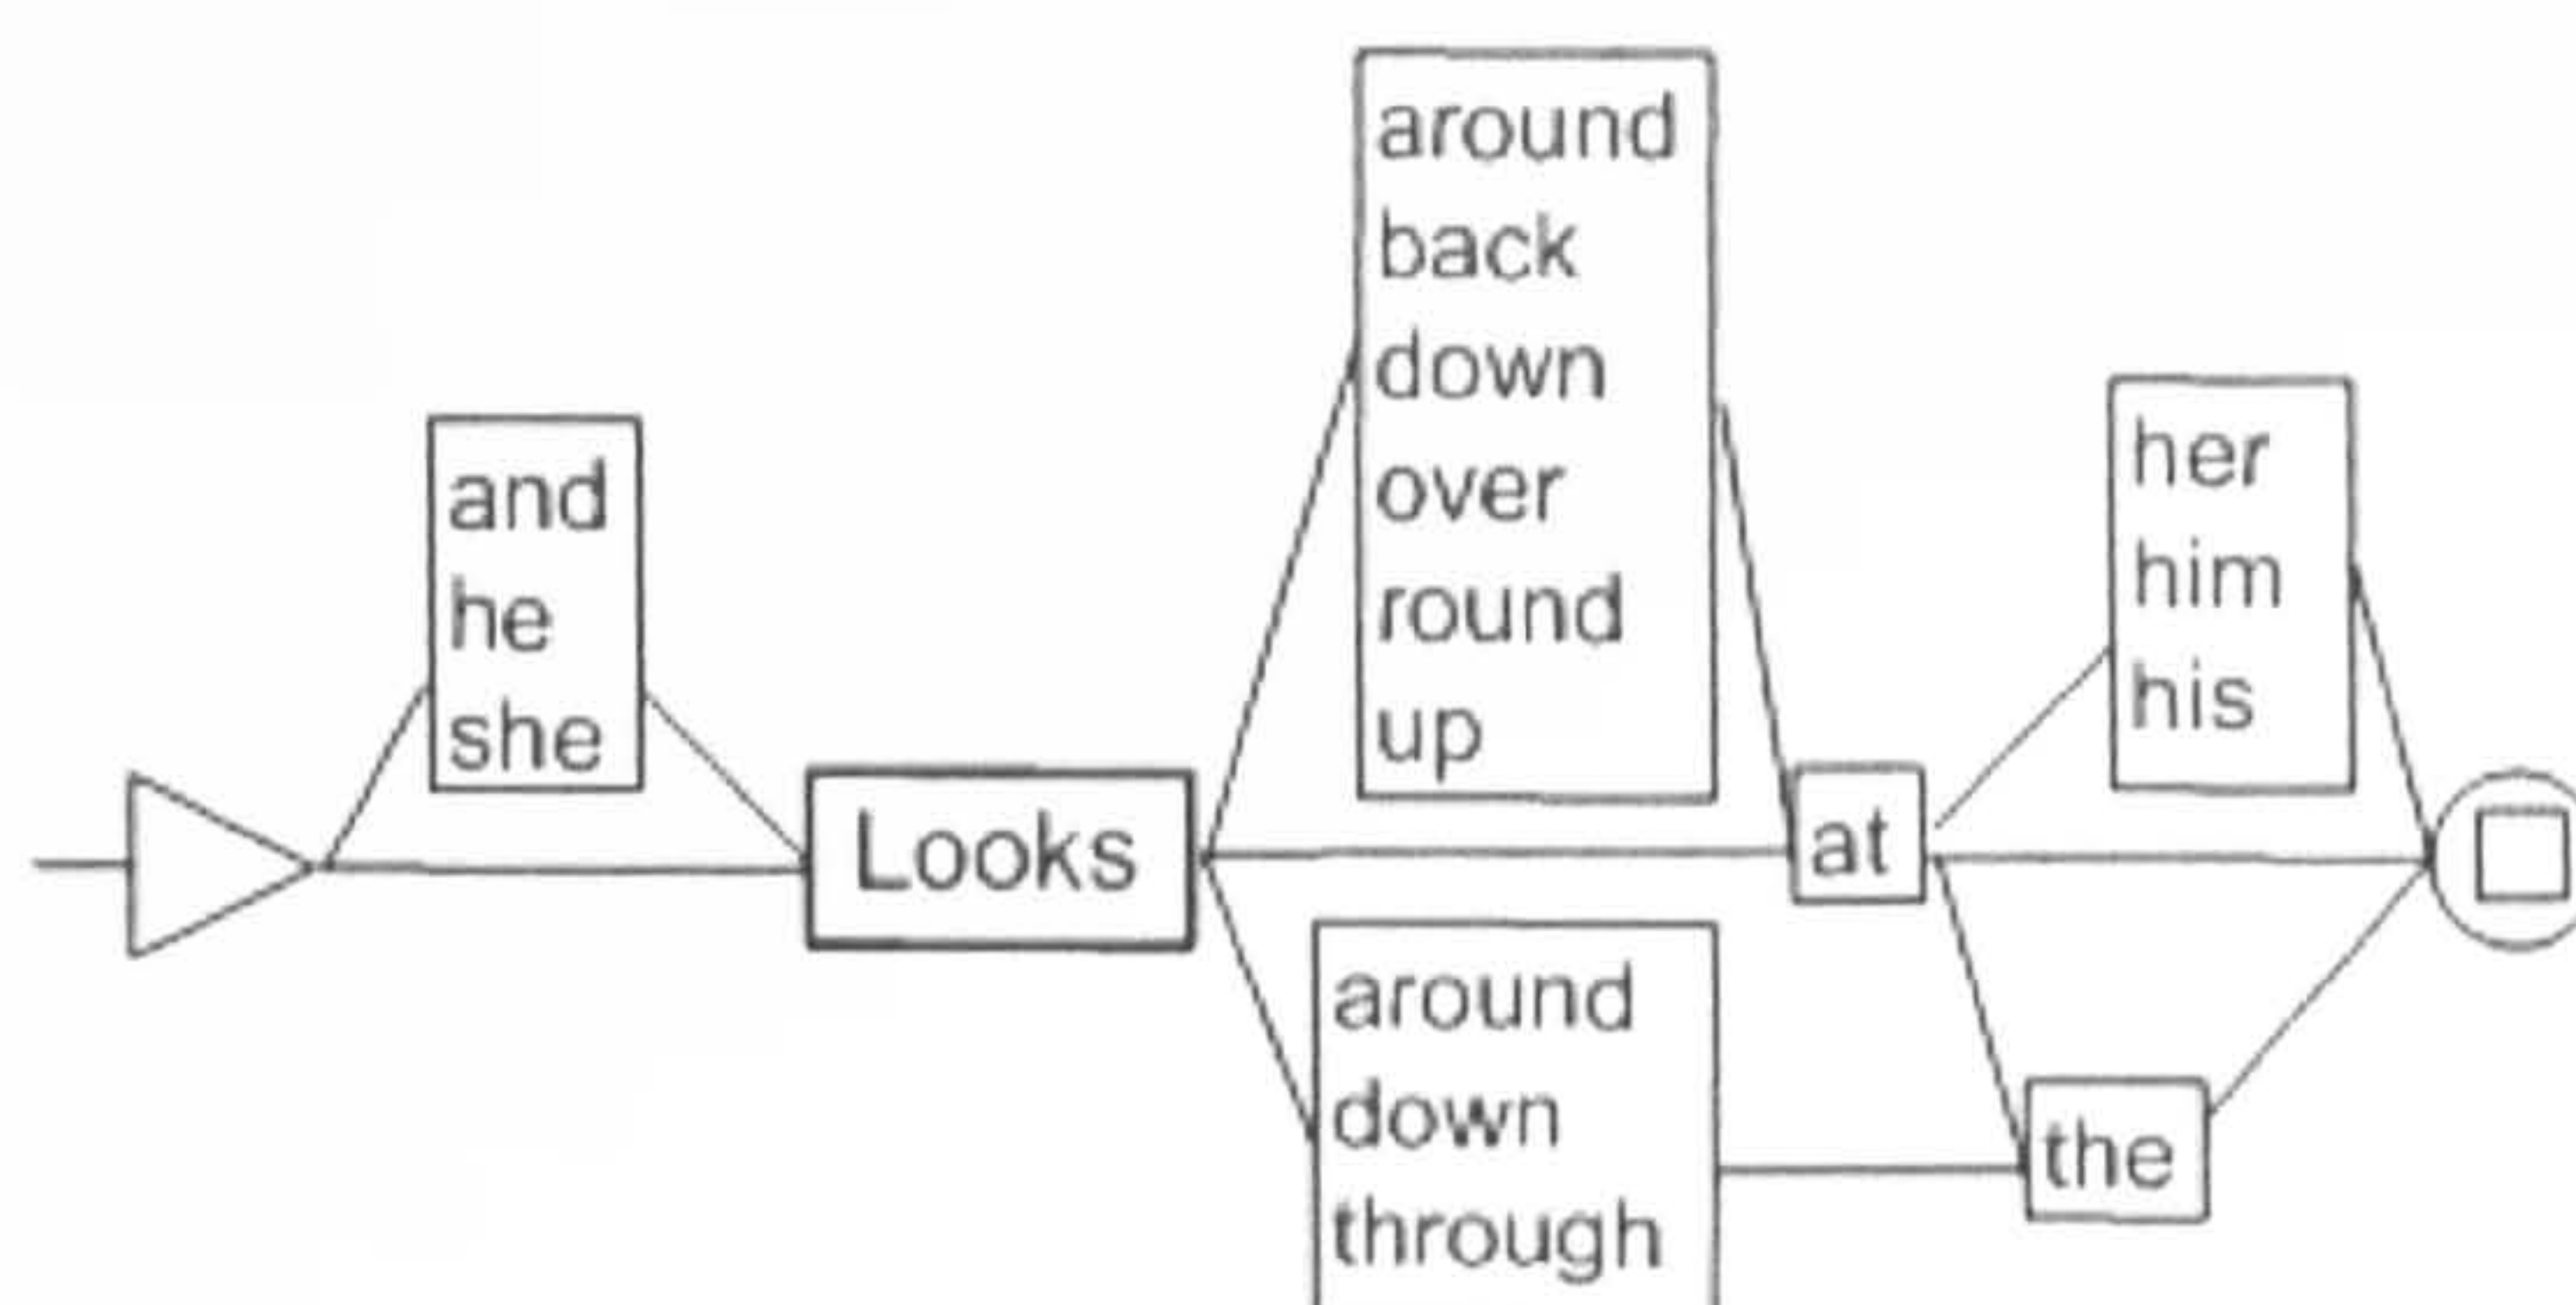 and
he
she
Looks
around
back
down
over
round
up
at
her
him
his
around
down
through
the